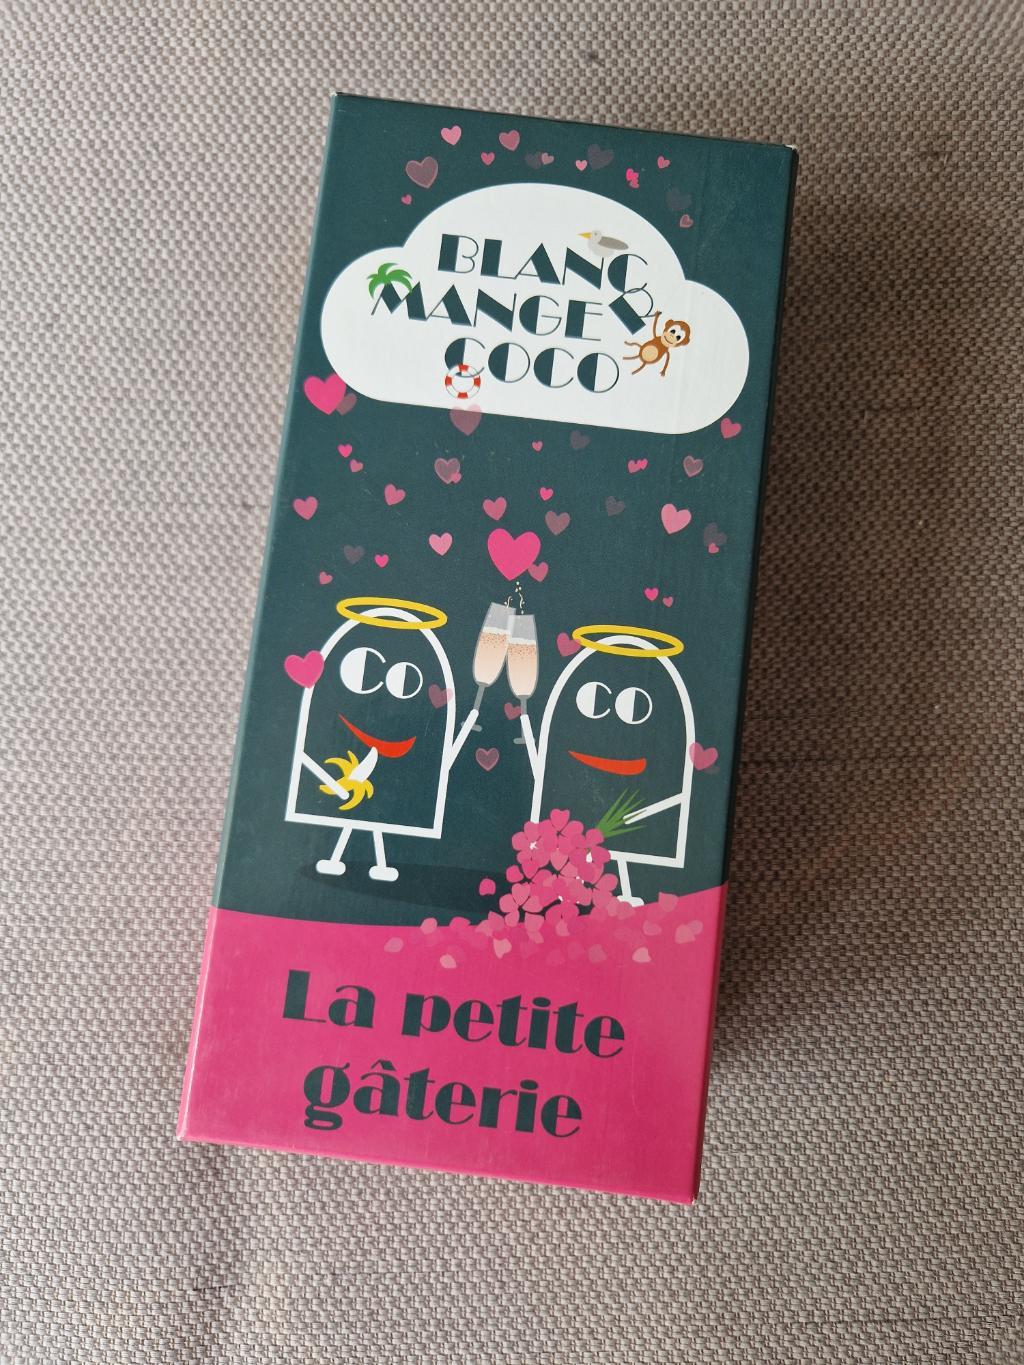 BLANC
MANGER
COCO
CO
CO
La petite
gâterie